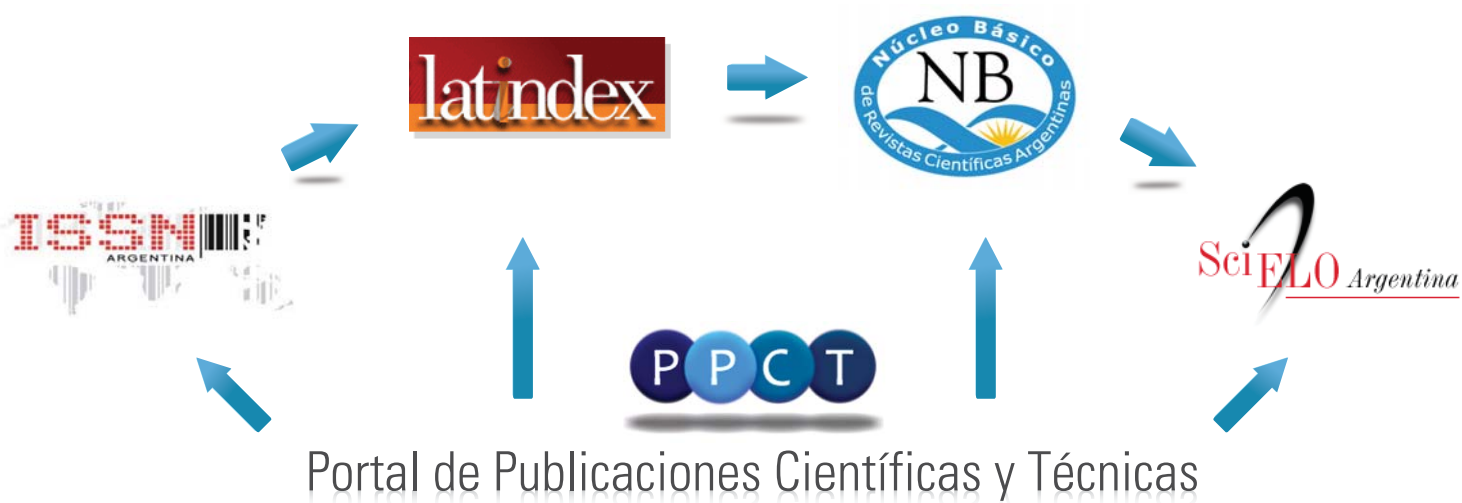 latindex
Núcleo Básico
NB
de Revistas Científicas Argentinas
ISSN
ARGENTINA
SciELO Argentina
PPCT
Portal de Publicaciones Científicas y Técnicas